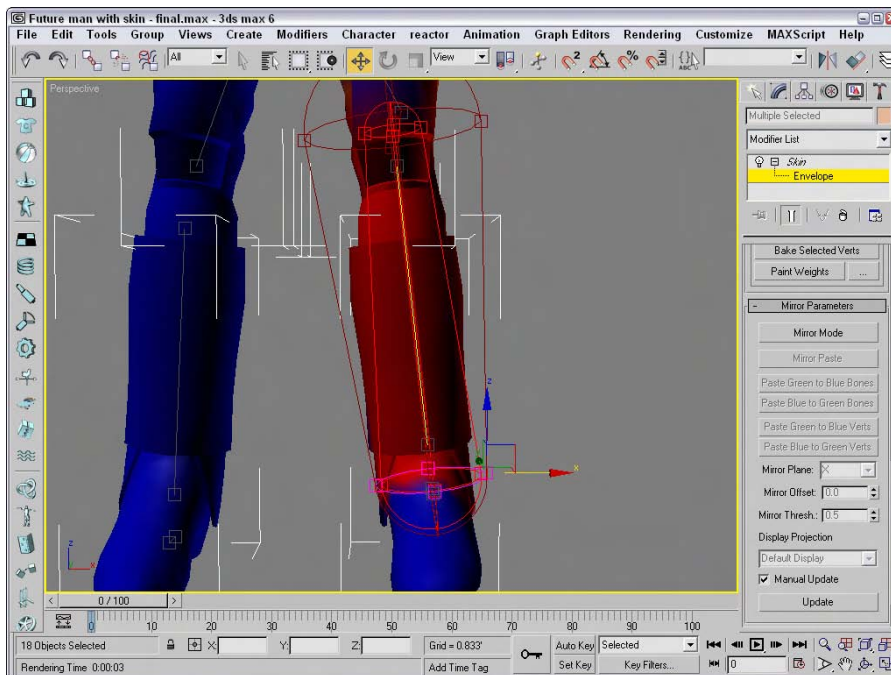 Future man with skin - final.max - 3ds max 6
File Edit Tools Group Views Create Modifiers Character reactor Animation Graph Editors Rendering Customize MAXScript Help
All
View
ABC
Perspective
z
x
z
x
Multiple Selected
Modifier List
Skin
Envelope
Bake Selected Verts
Paint Weights ...
- Mirror Parameters
Mirror Mode
Mirror Paste
Paste Green to Blue Bones
Paste Blue to Green Bones
Paste Green to Blue Verts
Paste Blue to Green Verts
Mirror Plane: X
Mirror Offset: 0.0
Mirror Thresh.: 0.5
Display Projection
Default Display
Manual Update
Update
< 0 / 100 >
0 10 20 30 40 50 60 70 80 90 100
18 Objects Selected X: Y: Z: Grid = 0.833' Auto Key Selected
Rendering Time 0:00:03 Add Time Tag Set Key Key Filters... 0